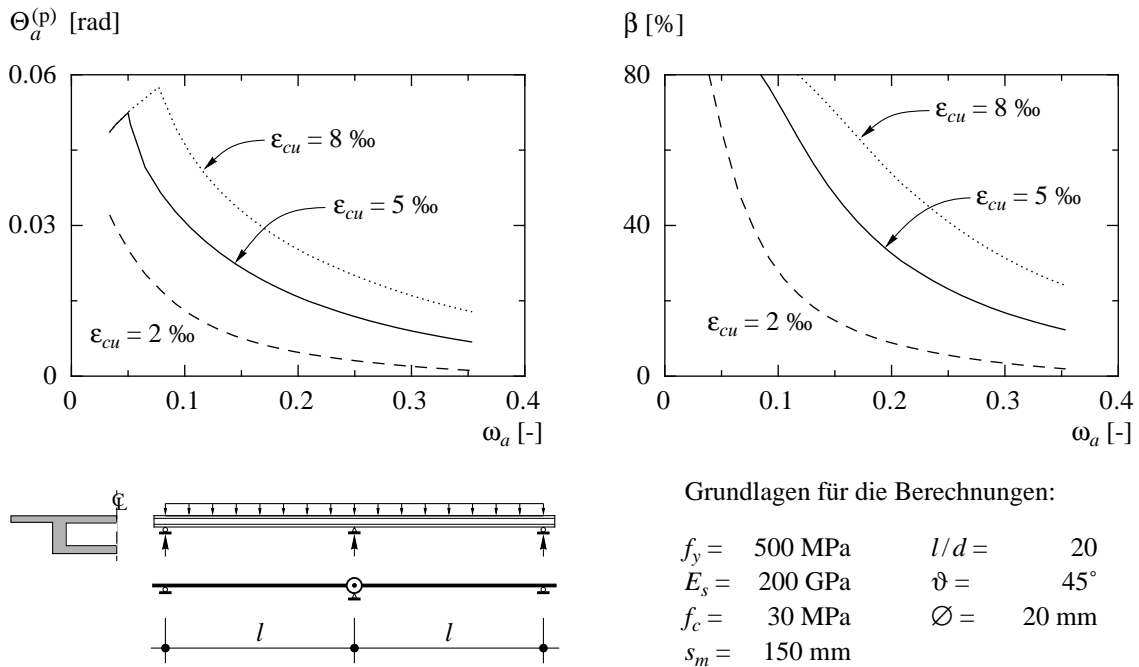 Θₐ⁽ᵖ⁾ [rad]
0.06
0.03
0
0
0.1
0.2
0.3
0.4
ωₐ [-]
ε_cu = 8 ‰
ε_cu = 5 ‰
ε_cu = 2 ‰
β [%]
80
40
0
0
0.1
0.2
0.3
0.4
ωₐ [-]
ε_cu = 8 ‰
ε_cu = 5 ‰
ε_cu = 2 ‰
℄
l
l
Grundlagen für die Berechnungen:
f_y = 500 MPa l/d = 20
E_s = 200 GPa ϑ = 45°
f_c = 30 MPa ∅ = 20 mm
s_m = 150 mm